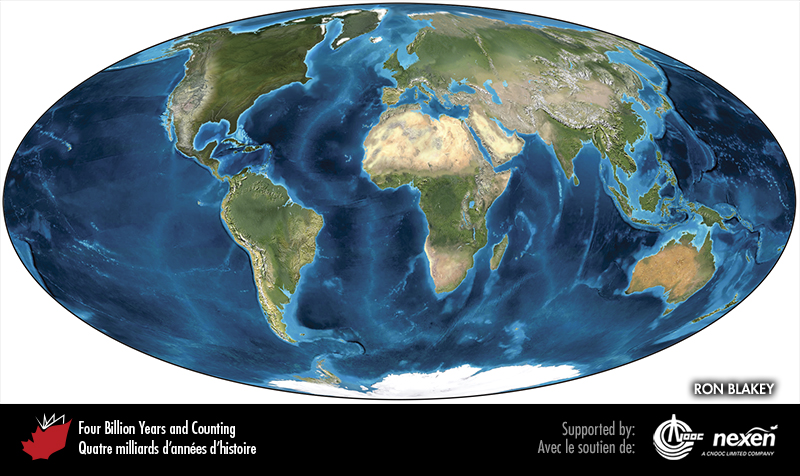 RON BLAKEY
Four Billion Years and Counting
Quatre milliards d'années d'histoire
Supported by:
Avec le soutien de:
CNOOC
nexen
A CNOOC LIMITED COMPANY